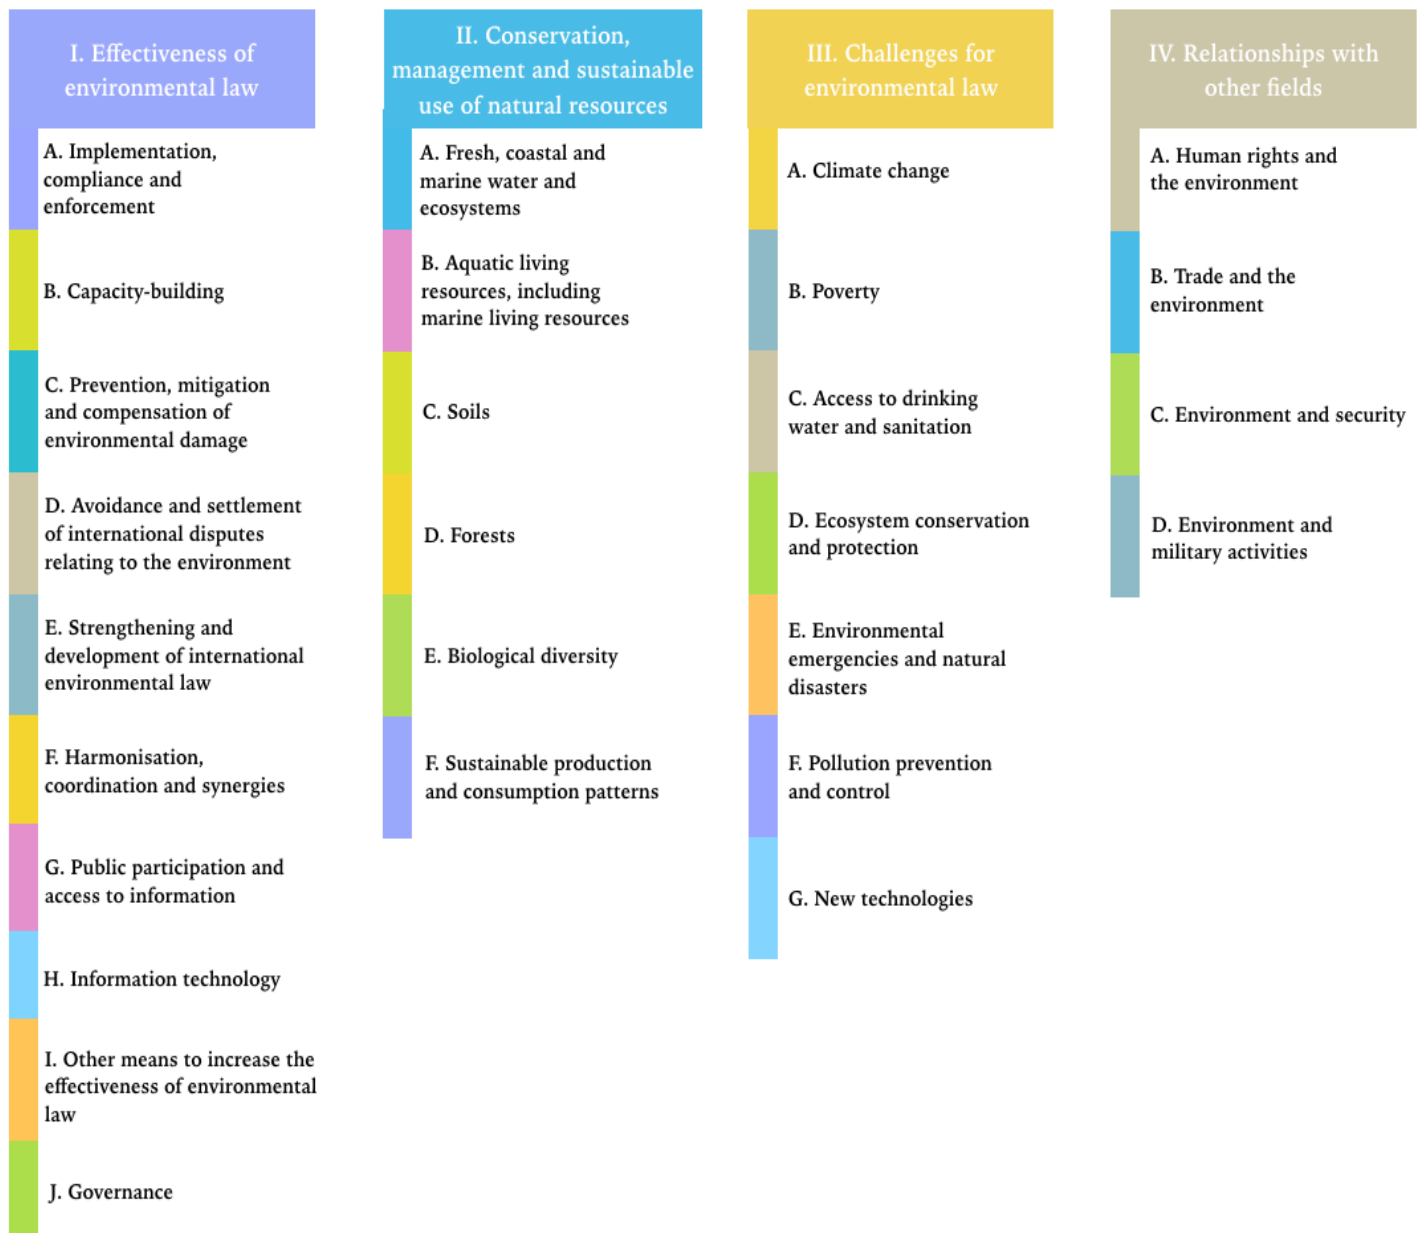 I. Effectiveness of
environmental law
A. Implementation,
compliance and
enforcement
B. Capacity-building
C. Prevention, mitigation
and compensation of
environmental damage
D. Avoidance and settlement
of international disputes
relating to the environment
E. Strengthening and
development of international
environmental law
F. Harmonisation,
coordination and synergies
G. Public participation and
access to information
H. Information technology
I. Other means to increase the
effectiveness of environmental
law
J. Governance
II. Conservation,
management and sustainable
use of natural resources
A. Fresh, coastal and
marine water and
ecosystems
B. Aquatic living
resources, including
marine living resources
C. Soils
D. Forests
E. Biological diversity
F. Sustainable production
and consumption patterns
III. Challenges for
environmental law
A. Climate change
B. Poverty
C. Access to drinking
water and sanitation
D. Ecosystem conservation
and protection
E. Environmental
emergencies and natural
disasters
F. Pollution prevention
and control
G. New technologies
IV. Relationships with
other fields
A. Human rights and
the environment
B. Trade and the
environment
C. Environment and security
D. Environment and
military activities